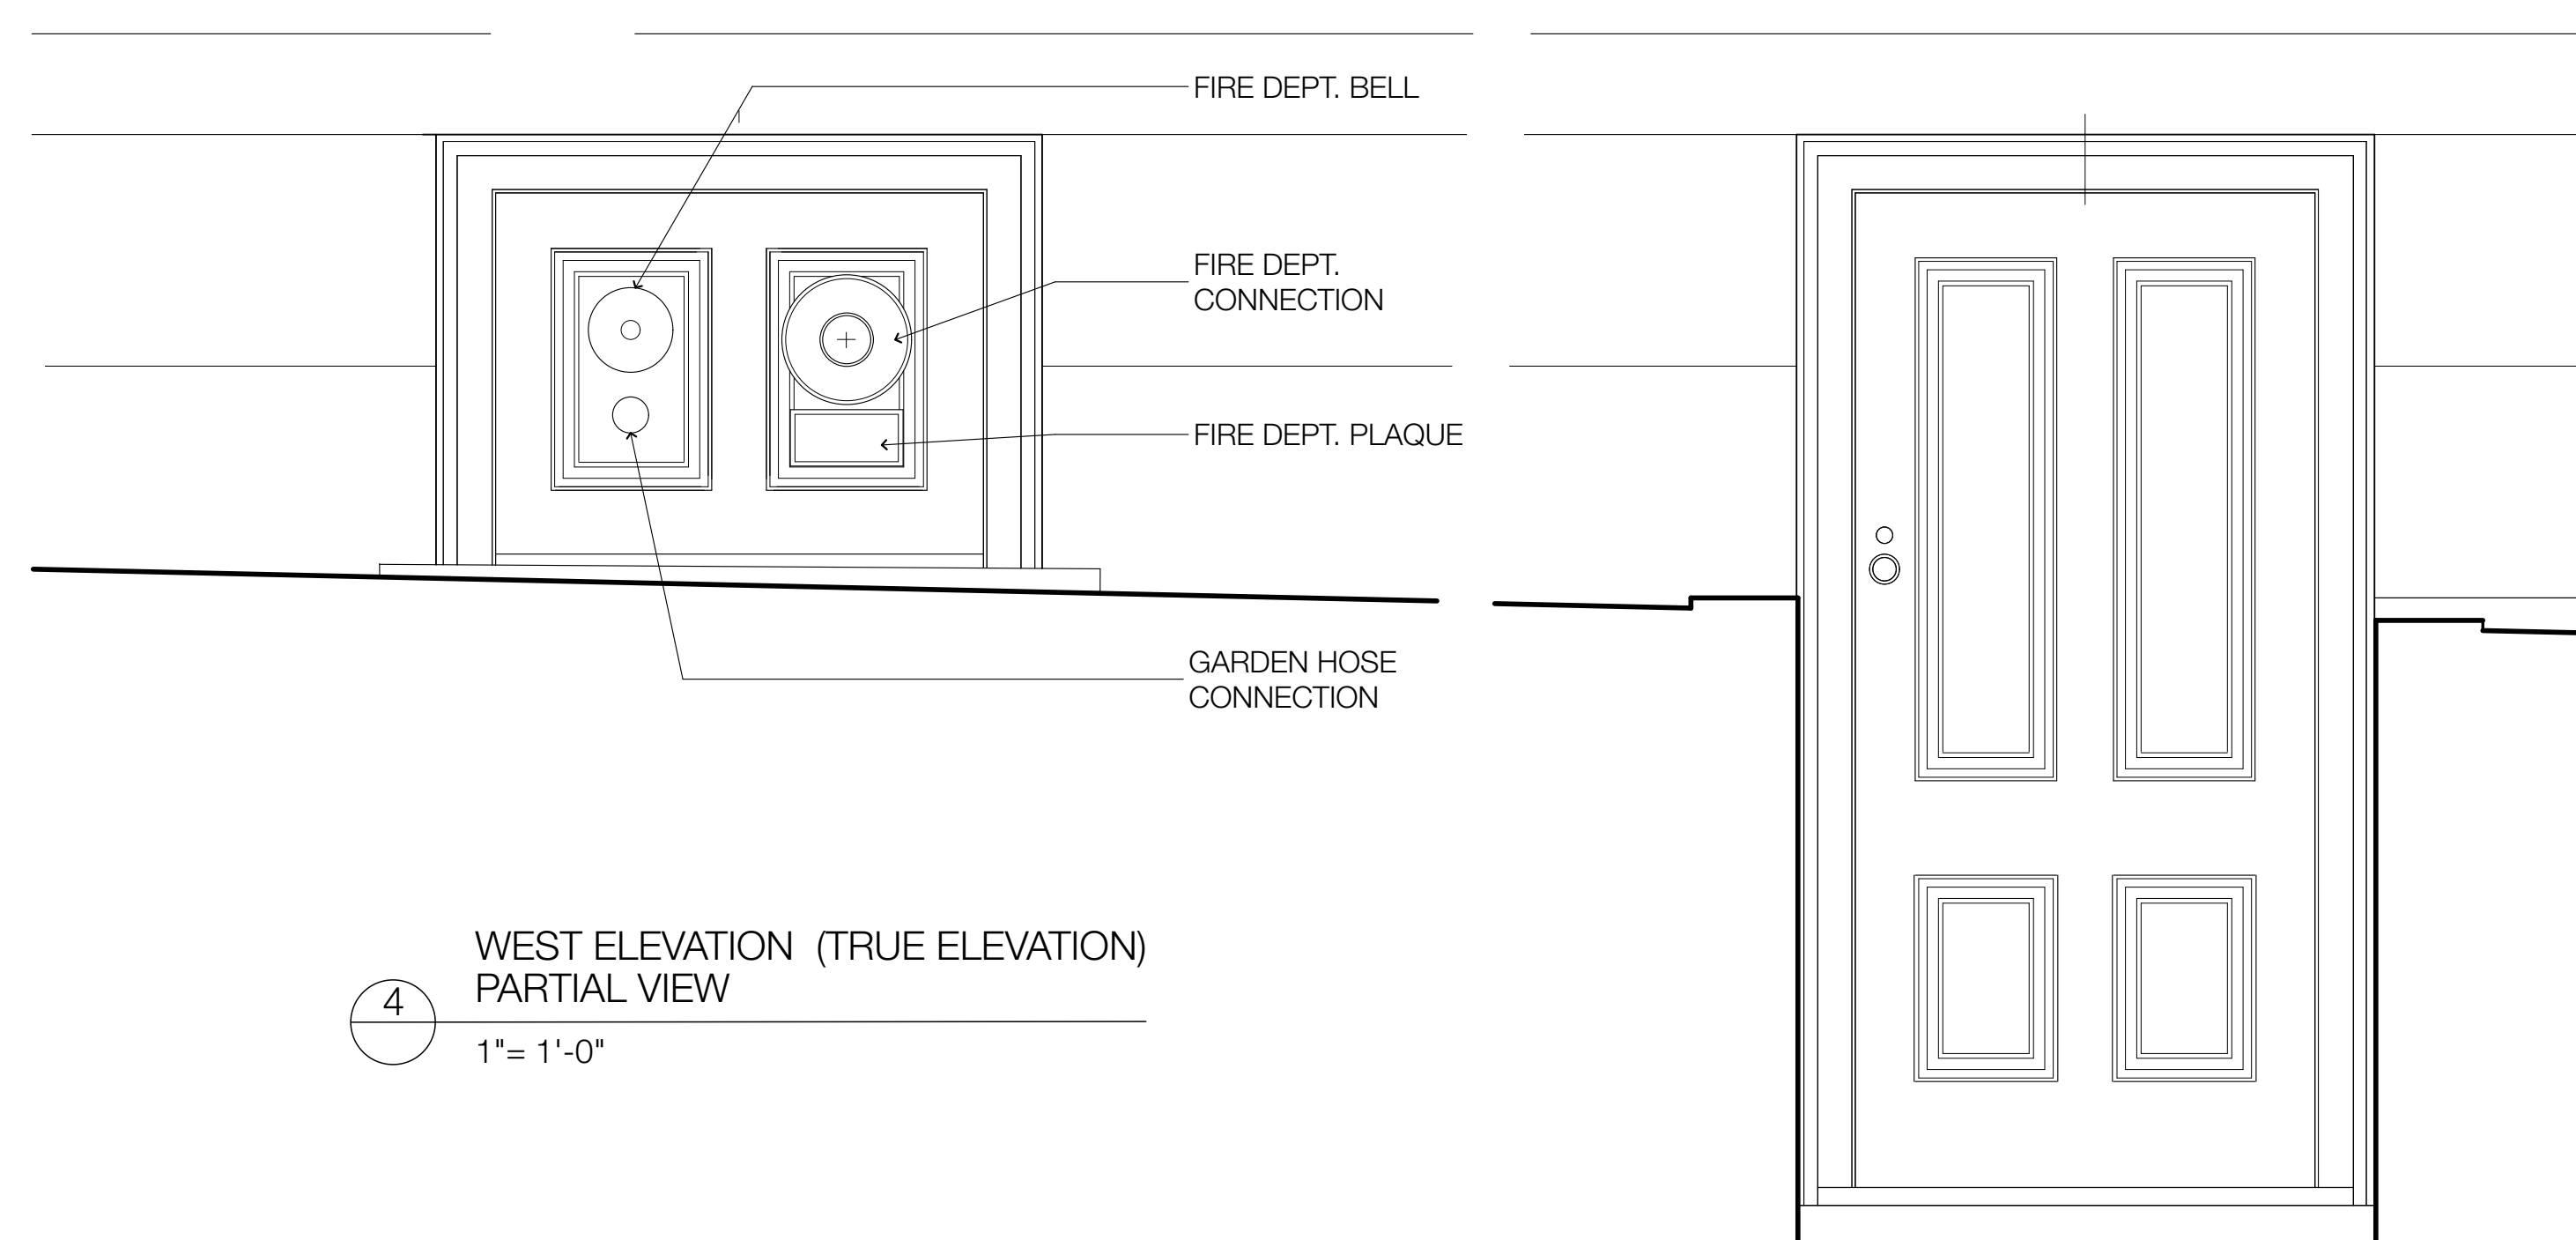 FIRE DEPT. BELL
FIRE DEPT.
CONNECTION
FIRE DEPT. PLAQUE
GARDEN HOSE
CONNECTION
WEST ELEVATION  (TRUE ELEVATION)
PARTIAL VIEW
4
1"= 1'-0"